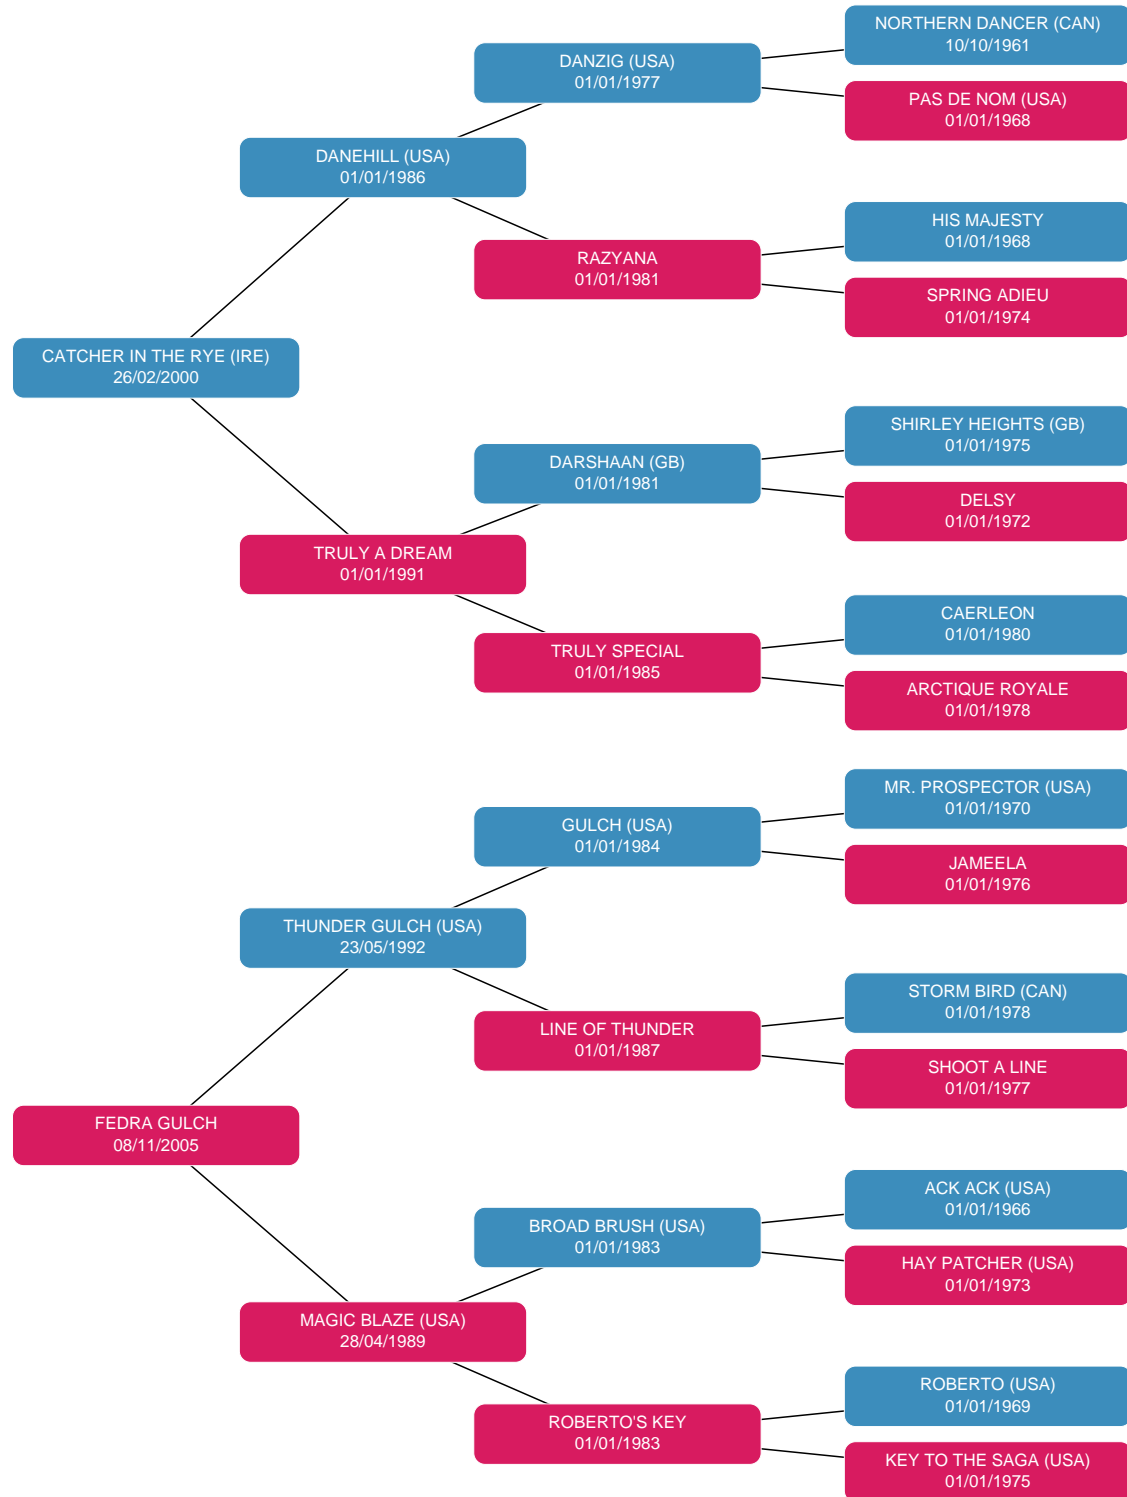 NORTHERN DANCER (CAN)
10/10/1961
DANZIG (USA)
01/01/1977
PAS DE NOM (USA)
01/01/1968
DANEHILL (USA)
01/01/1986
HIS MAJESTY
01/01/1968
RAZYANA
01/01/1981
SPRING ADIEU
01/01/1974
CATCHER IN THE RYE (IRE)
26/02/2000
SHIRLEY HEIGHTS (GB)
01/01/1975
DARSHAAN (GB)
01/01/1981
DELSY
01/01/1972
TRULY A DREAM
01/01/1991
CAERLEON
01/01/1980
TRULY SPECIAL
01/01/1985
ARCTIQUE ROYALE
01/01/1978
MR. PROSPECTOR (USA)
01/01/1970
GULCH (USA)
01/01/1984
JAMEELA
01/01/1976
THUNDER GULCH (USA)
23/05/1992
STORM BIRD (CAN)
01/01/1978
LINE OF THUNDER
01/01/1987
SHOOT A LINE
01/01/1977
FEDRA GULCH
08/11/2005
ACK ACK (USA)
01/01/1966
BROAD BRUSH (USA)
01/01/1983
HAY PATCHER (USA)
01/01/1973
MAGIC BLAZE (USA)
28/04/1989
ROBERTO (USA)
01/01/1969
ROBERTO'S KEY
01/01/1983
KEY TO THE SAGA (USA)
01/01/1975